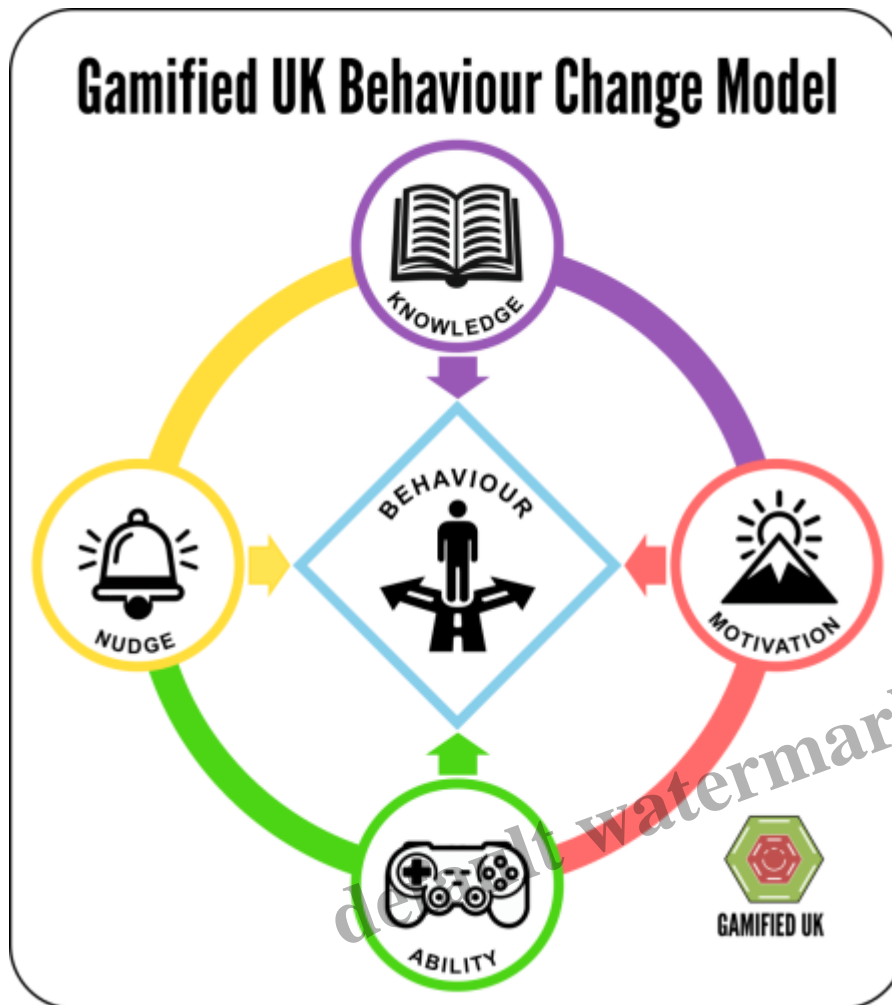 Gamified UK Behaviour Change Model
KNOWLEDGE
BEHAVIOUR
NUDGE
MOTIVATION
ABILITY
default watermark
GAMIFIED UK